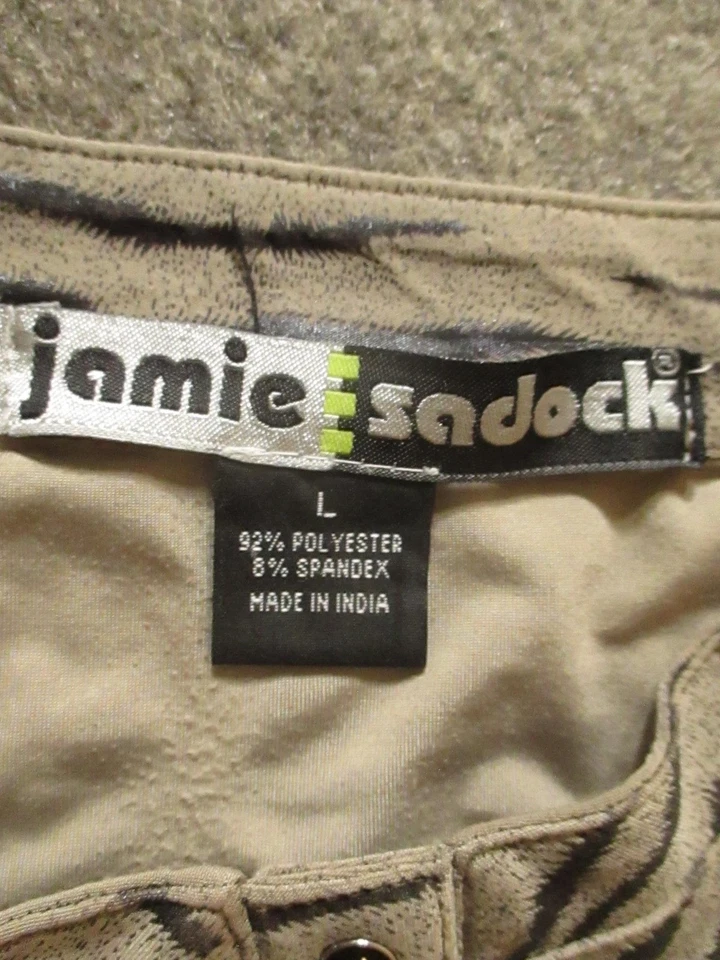 jamie sadock®
L
92% POLYESTER
8% SPANDEX
MADE IN INDIA